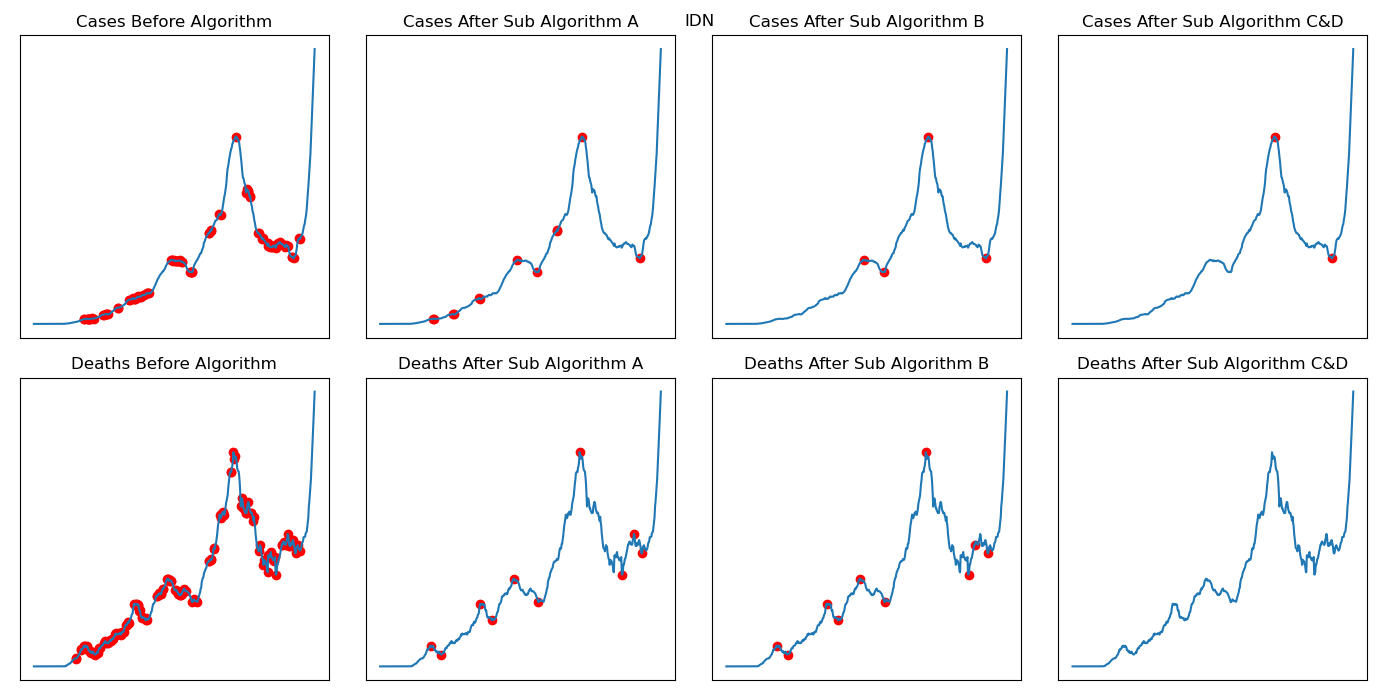 IDN
Cases Before Algorithm
Cases After Sub Algorithm A
Cases After Sub Algorithm B
Cases After Sub Algorithm C&D
Deaths Before Algorithm
Deaths After Sub Algorithm A
Deaths After Sub Algorithm B
Deaths After Sub Algorithm C&D